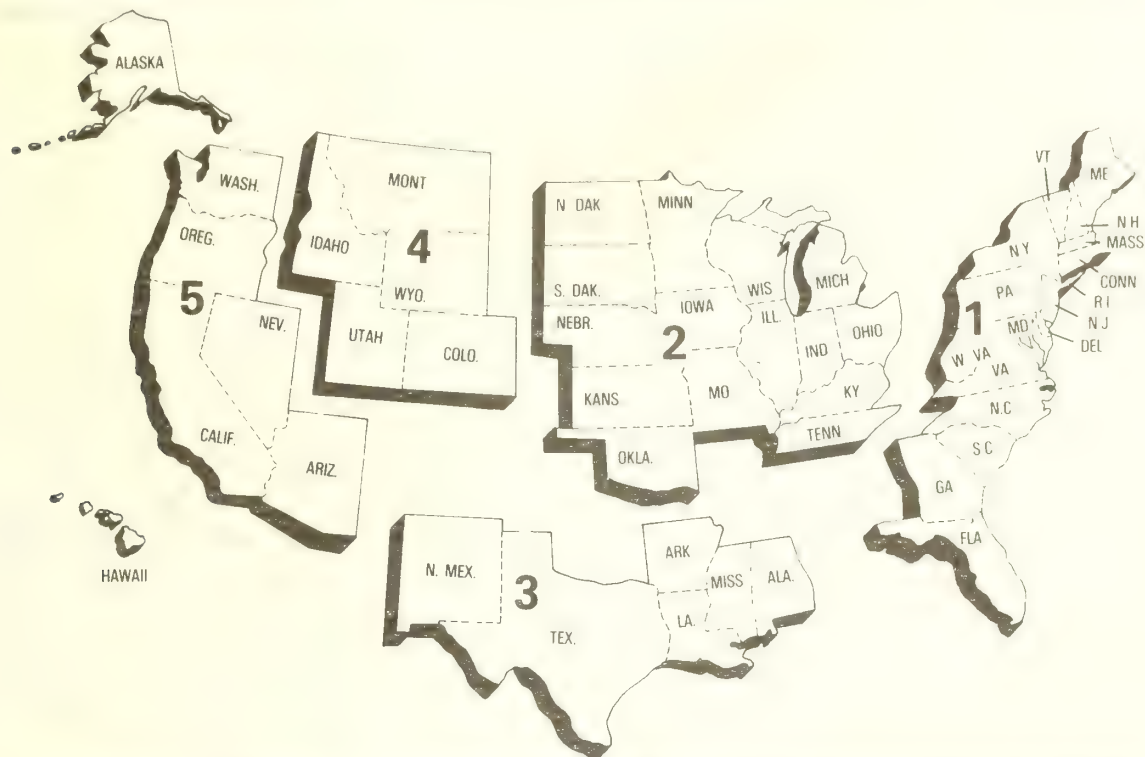 ALASKA
WASH.
OREG.
5
NEV.
CALIF.
ARIZ.
HAWAII
MONT
IDAHO
4
WYO.
UTAH
COLO.
N DAK
MINN
S. DAK.
NEBR.
IOWA
WIS
MICH
2
ILL.
IND
OHIO
KANS
MO
KY
TENN
OKLA.
N. MEX.
3
TEX.
ARK
MISS
ALA.
LA.
VT
ME
N H
MASS
N Y
CONN
PA
R I
1
N J
MD
DEL
W VA
VA
N.C
S C
GA
FLA